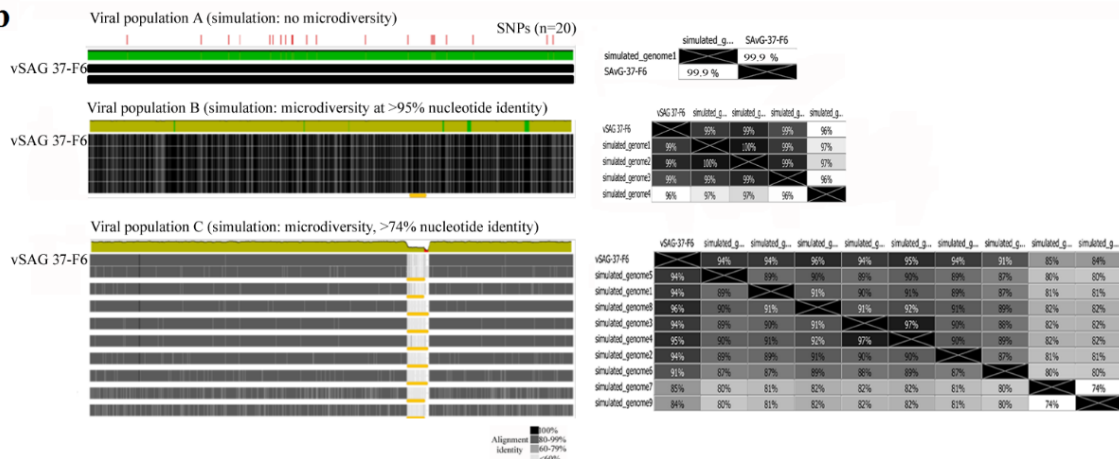 b
Viral population A (simulation: no microdiversity)
SNPs (n=20)
vSAG 37-F6
simulated_g... SAvG-37-F6
simulated_genome1 99.9 %
SAvG-37-F6 99.9 %
Viral population B (simulation: microdiversity at >95% nucleotide identity)
vSAG 37-F6
vSAG 37-F6 simulated_g... simulated_g... simulated_g... simulated_g...
vSAG 37-F6 99% 99% 99% 96%
simulated_genome1 99% 100% 99% 97%
simulated_genome2 99% 100% 99% 97%
simulated_genome3 99% 99% 99% 96%
simulated_genome4 96% 97% 97% 96%
Viral population C (simulation: microdiversity, >74% nucleotide identity)
vSAG 37-F6
vSAG-37-F6 simulated_g... simulated_g... simulated_g... simulated_g... simulated_g... simulated_g... simulated_g... simulated_g... simulated_g...
vSAG-37-F6 94% 94% 96% 94% 95% 94% 91% 85% 84%
simulated_genome5 94% 89% 90% 89% 90% 89% 87% 80% 80%
simulated_genome1 94% 89% 91% 90% 91% 89% 87% 81% 81%
simulated_genome8 96% 90% 91% 91% 92% 91% 89% 82% 82%
simulated_genome3 94% 89% 90% 91% 97% 90% 88% 82% 82%
simulated_genome4 95% 90% 91% 92% 97% 90% 89% 82% 82%
simulated_genome2 94% 89% 89% 91% 90% 90% 87% 81% 81%
simulated_genome6 91% 87% 87% 89% 88% 89% 87% 80% 80%
simulated_genome7 85% 80% 81% 82% 82% 82% 81% 80% 74%
simulated_genome9 84% 80% 81% 82% 82% 82% 81% 80% 74%
Alignment identity
100%
80-99%
60-79%
<60%